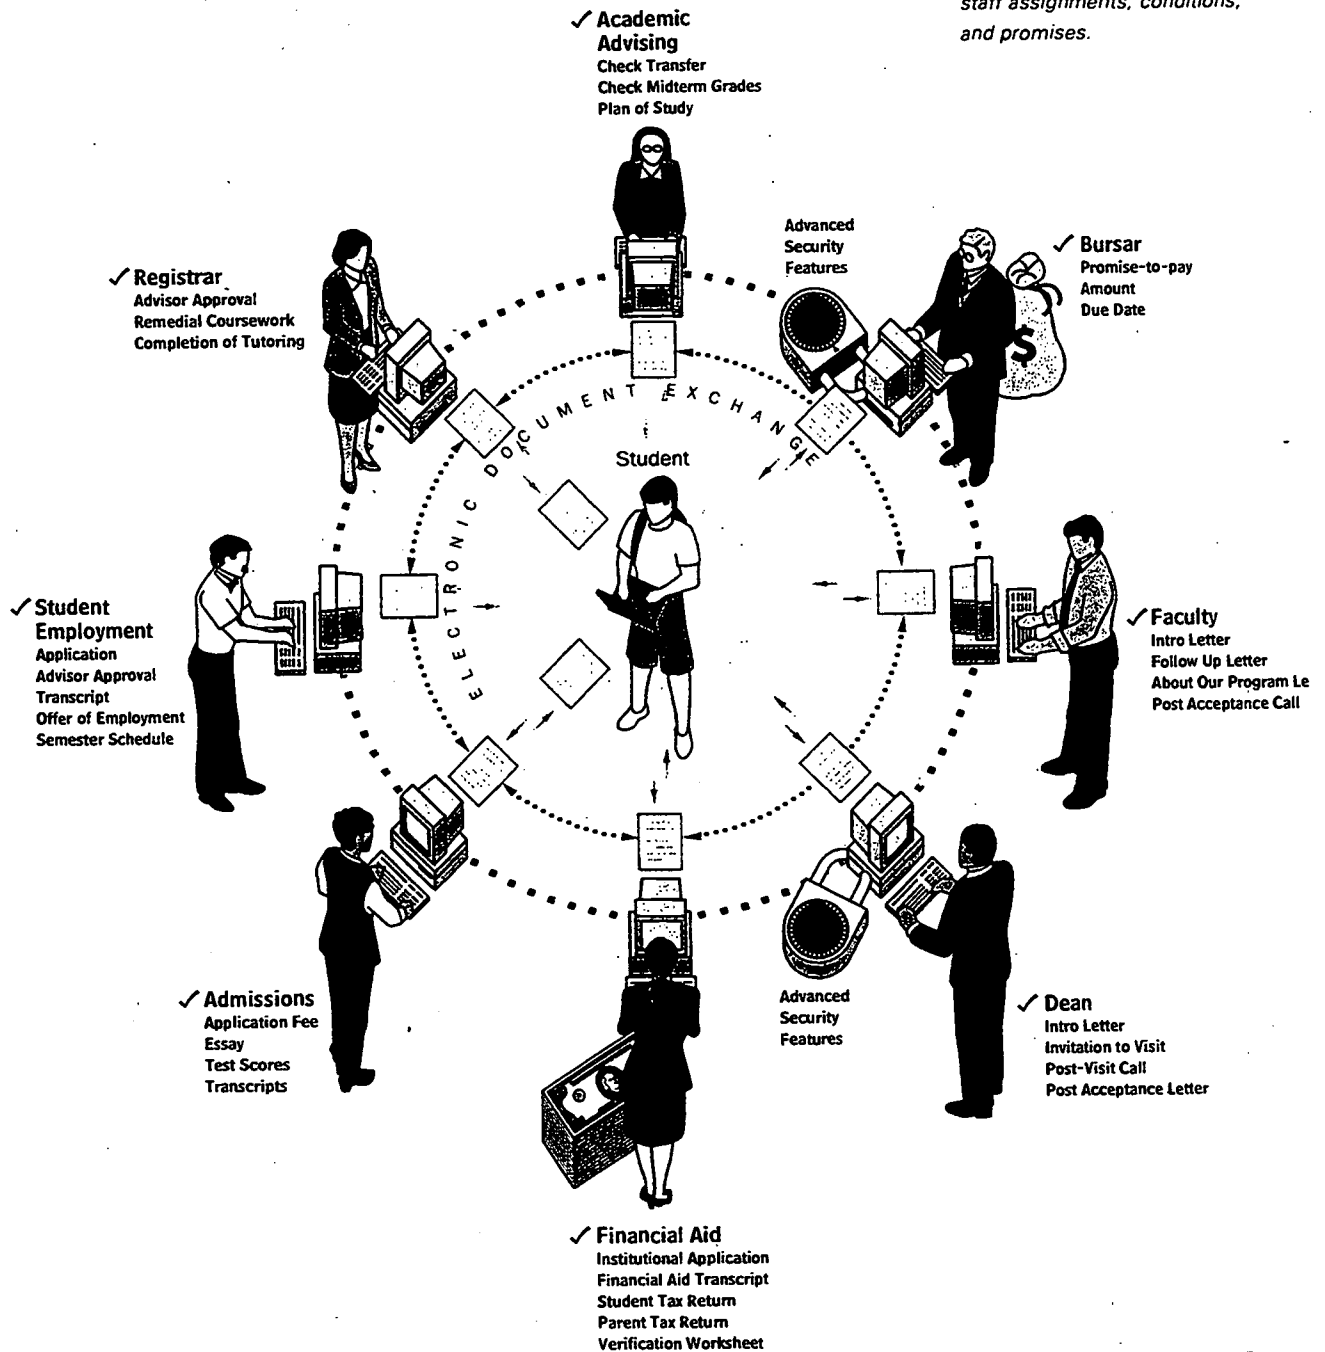 staff assignments, conditions,
and promises.
✓ Academic
Advising
Check Transfer
Check Midterm Grades
Plan of Study
Advanced
Security
Features
✓ Bursar
Promise-to-pay
Amount
Due Date
$
✓ Registrar
Advisor Approval
Remedial Coursework
Completion of Tutoring
ELECTRONIC DOCUMENT EXCHANGE
Student
✓ Student
Employment
Application
Advisor Approval
Transcript
Offer of Employment
Semester Schedule
✓ Faculty
Intro Letter
Follow Up Letter
About Our Program Le
Post Acceptance Call
✓ Admissions
Application Fee
Essay
Test Scores
Transcripts
Advanced
Security
Features
✓ Dean
Intro Letter
Invitation to Visit
Post-Visit Call
Post Acceptance Letter
✓ Financial Aid
Institutional Application
Financial Aid Transcript
Student Tax Return
Parent Tax Return
Verification Worksheet